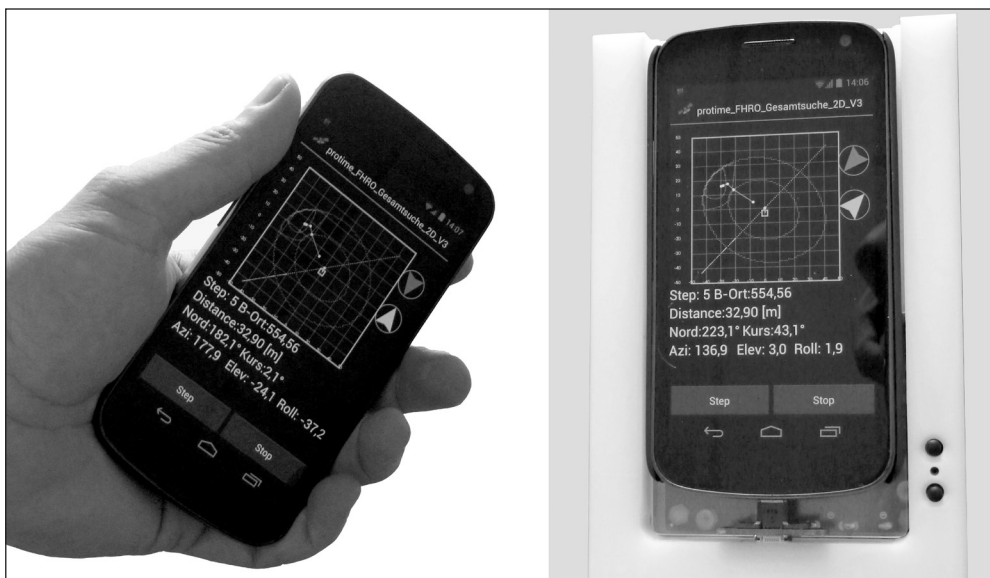 14:07
protime_FHRO_Gesamtsuche_2D_V3
Step: 5 B-Ort:554,56
Distance:32,90 [m]
Nord:182,1° Kurs:2,1°
Azi: 177,9 Elev: -24,1 Roll: -37,2
Step
Stop
14:06
protime_FHRO_Gesamtsuche_2D_V3
Step: 5 B-Ort:554,56
Distance:32,90 [m]
Nord:223,1° Kurs:43,1°
Azi: 136,9 Elev: 3,0 Roll: 1,9
Step
Stop